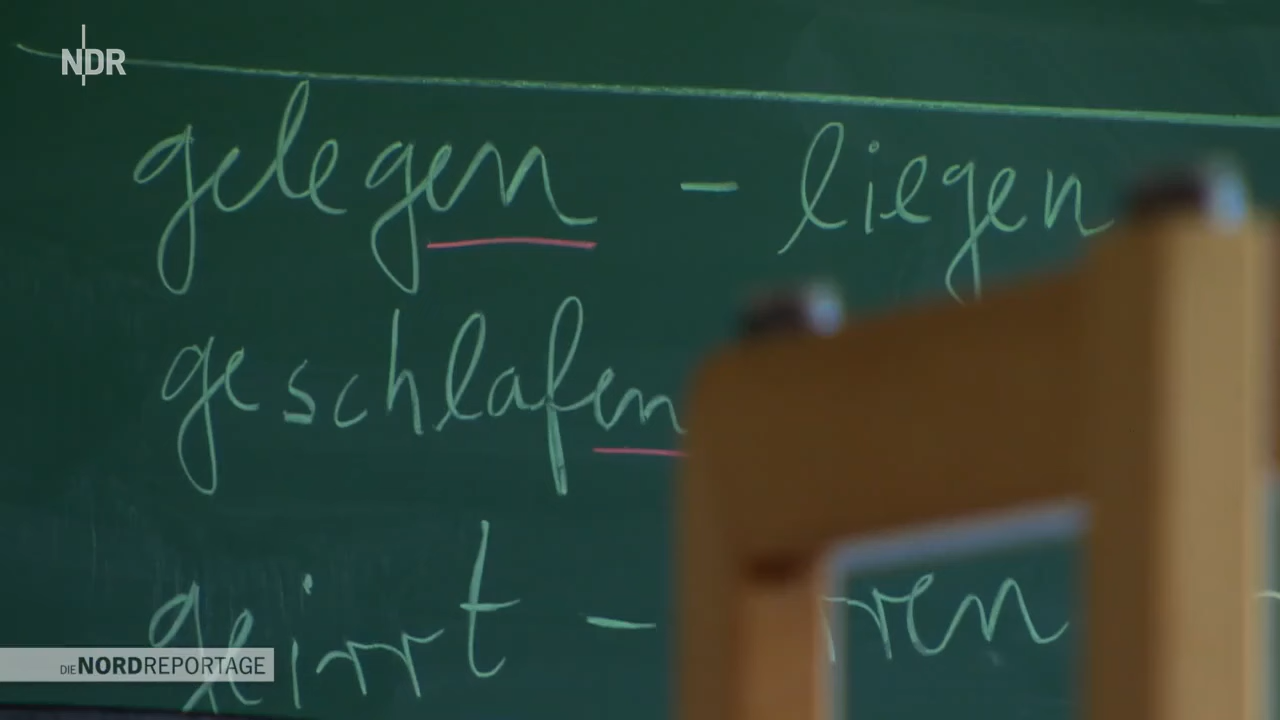 NDR
gelegen - liegen
geschlafen
geirrt -
DIE NORDREPORTAGE